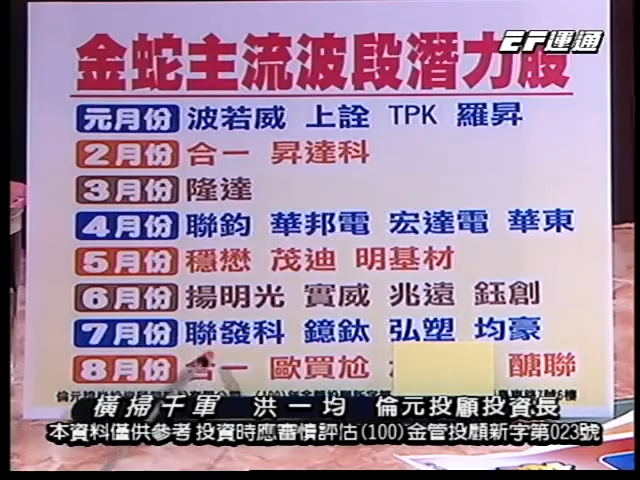 EF運通
金蛇主流波段潛力股
元月份 波若威 上詮 TPK 羅昇
2月份 合一 昇達科
3月份 隆達
4月份 聯鈞 華邦電 宏達電 華東
5月份 穩懋 茂迪 明基材
6月份 揚明光 實威 兆遠 鈺創
7月份 聯發科 鐿鈦 弘塑 均豪
8月份 合一 歐買尬 醣聯
橫掃千軍 洪一均 倫元投顧投資長
本資料僅供參考 投資時應審慎評估(100)金管投顧新字第023號